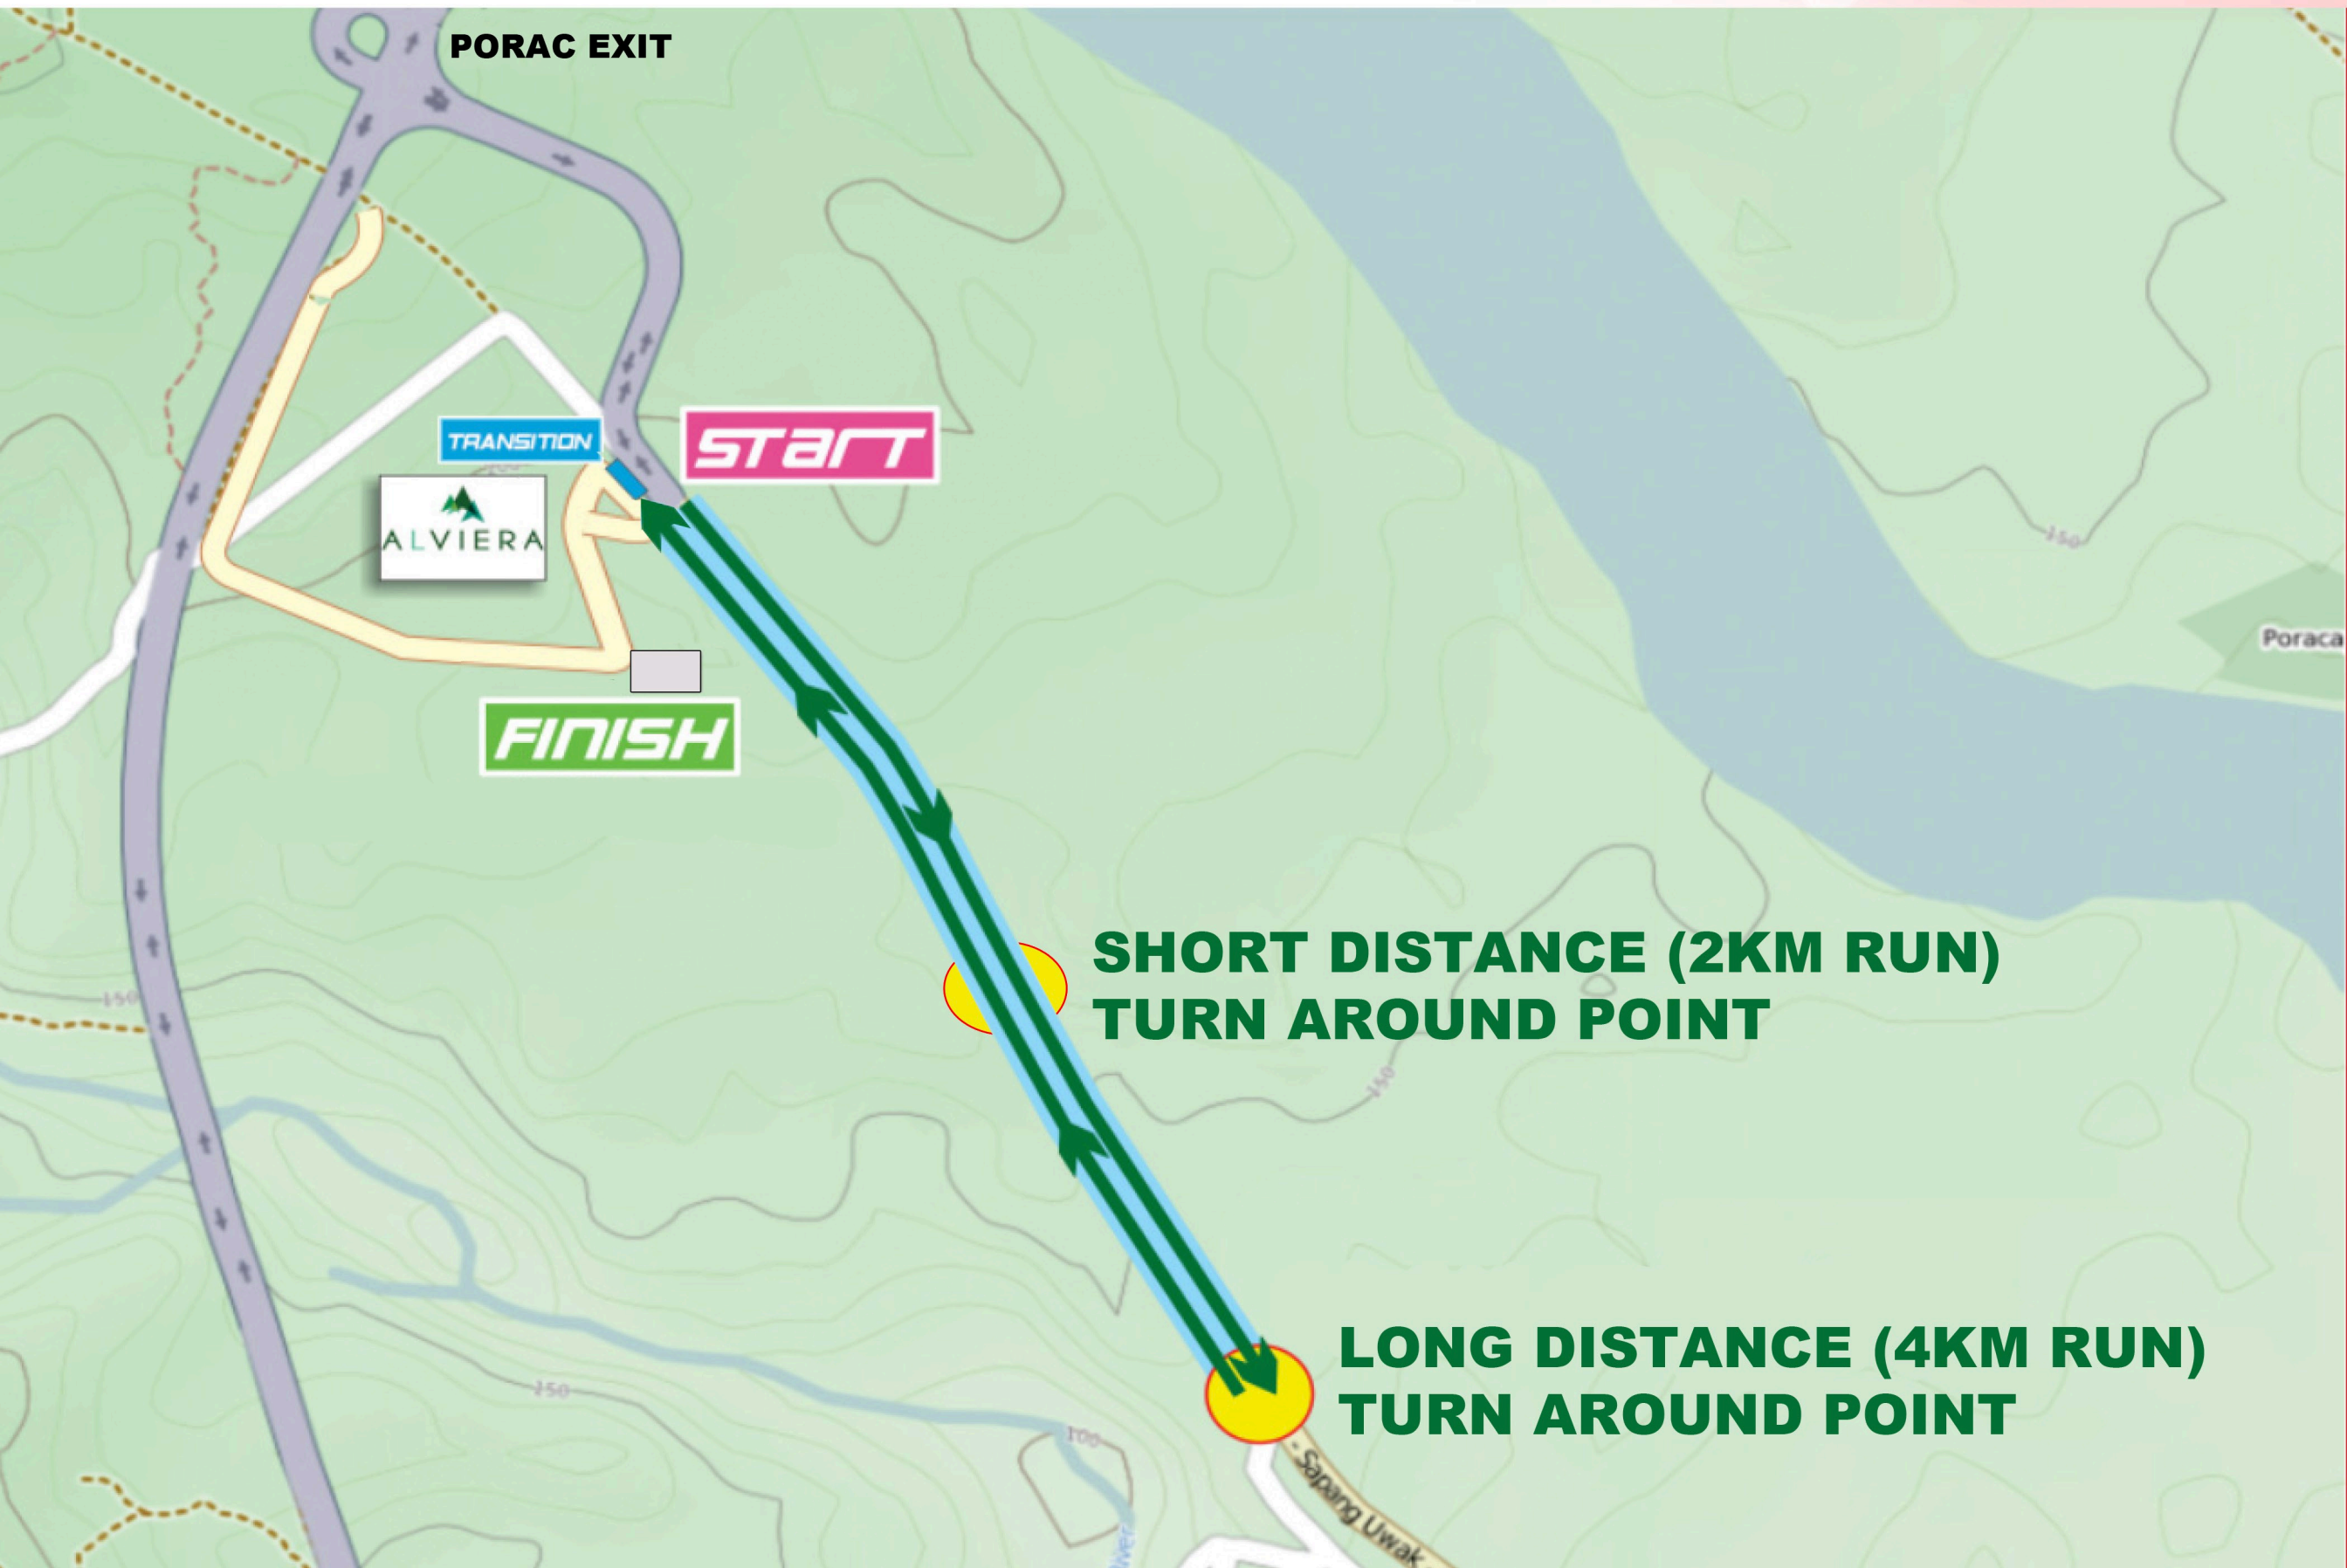 PORAC EXIT
START
TRANSITION
ALVIERA
150
Poraca
FINISH
SHORT DISTANCE (2KM RUN)
TURN AROUND POINT
150
150
LONG DISTANCE (4KM RUN)
TURN AROUND POINT
150
100
- Sapang Uwak -